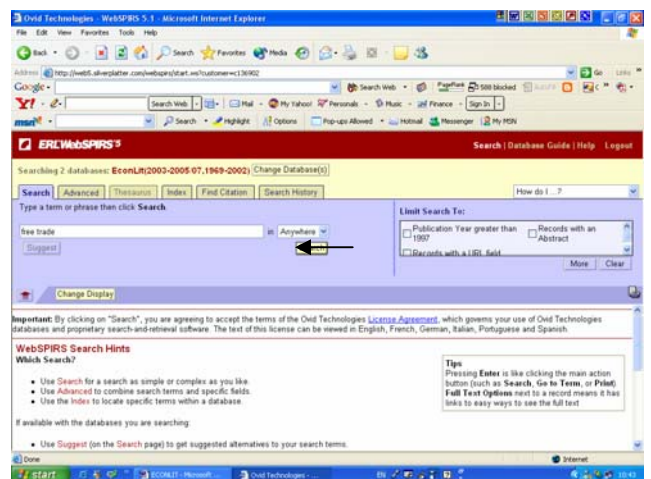 Ovid Technologies - WebSPIRS 5.1 - Microsoft Internet Explorer
File Edit View Favorites Tools Help
Back Search Favorites Media
Address http://web5.silverplatter.com/webspirs/start.ws?customer=c136902 Go Links
Google Search Web PageRank 588 blocked
Y! Search Web Mail My Yahoo! Personals Music Finance Sign In
msn Search Highlight Options Pop-ups Allowed Hotmail Messenger My MSN
ERL WebSPIRS 5 Search | Database Guide | Help Logout
Searching 2 databases: EconLit(2003-2005/07,1969-2002) Change Database(s)
Search Advanced Thesaurus Index Find Citation Search History How do I ...?
Type a term or phrase then click Search.
free trade in Anywhere
Suggest
Limit Search To:
Publication Year greater than 1997
Records with an Abstract
Records with a URL field
More Clear
Change Display
Important: By clicking on "Search", you are agreeing to accept the terms of the Ovid Technologies License Agreement, which governs your use of Ovid Technologies
databases and proprietary search-and-retrieval software. The text of this license can be viewed in English, French, German, Italian, Portuguese and Spanish.
WebSPIRS Search Hints
Which Search?
Use Search for a search as simple or complex as you like.
Use Advanced to combine search terms and specific fields.
Use the Index to locate specific terms within a database.
If available with the databases you are searching:
Use Suggest (on the Search page) to get suggested alternatives to your search terms.
Tips
Pressing Enter is like clicking the main action
button (such as Search, Go to Term, or Print)
Full Text Options next to a record means it has
links to easy ways to see the full text
Done Internet
start ECONLIT - Microsoft ... Ovid Technologies - ... EN 10:43